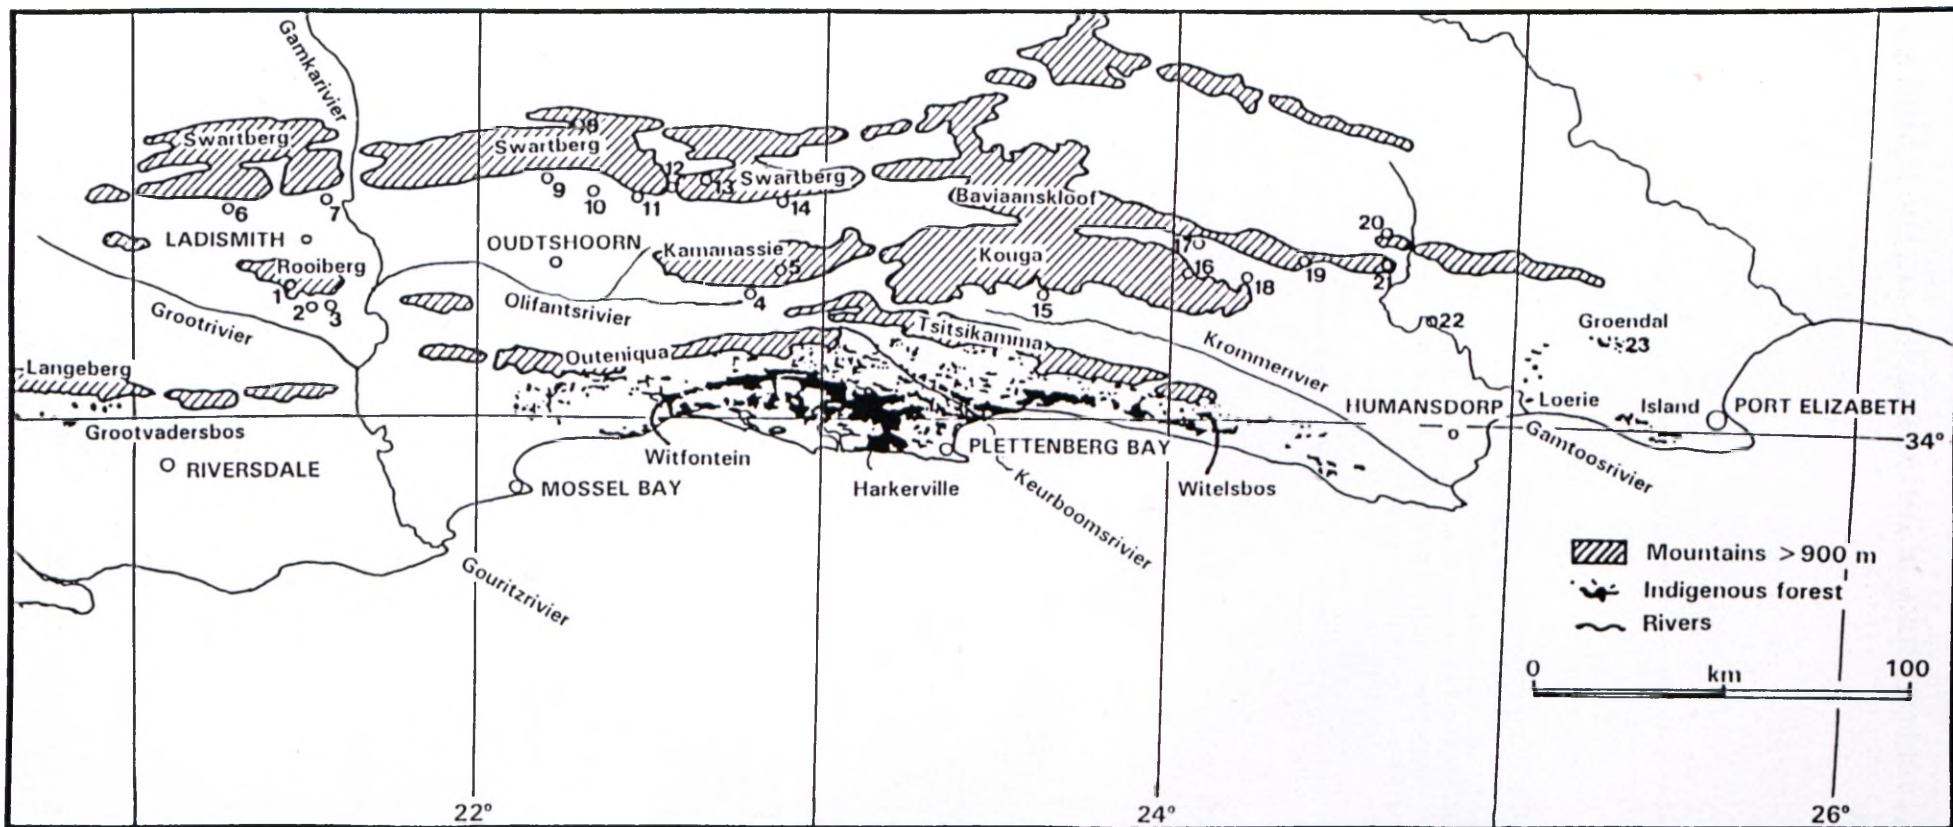 Gamkarivier
Swartberg
8
Swartberg
12
13
Swartberg
9
10
11
14
6
7
Baviaanskloof
LADISMITH
OUDTSHOORN
Kamanassie
5
Kouga
17
16
18
19
20
21
Rooiberg
1
2
3
4
15
Olifantsrivier
Grootrivier
Tsitsikamma
Krommerivier
22
Groendal
23
Outeniqua
Langeberg
Grootvadersbos
RIVERSDALE
MOSSEL BAY
Witfontein
Harkerville
PLETTENBERG BAY
Keurboomsrivier
Witelsbos
HUMANSDORP
Loerie
Island
PORT ELIZABETH
34°
Gamtoosrivier
Gouritzrivier
Mountains >900 m
Indigenous forest
Rivers
0 km 100
22° 24° 26°